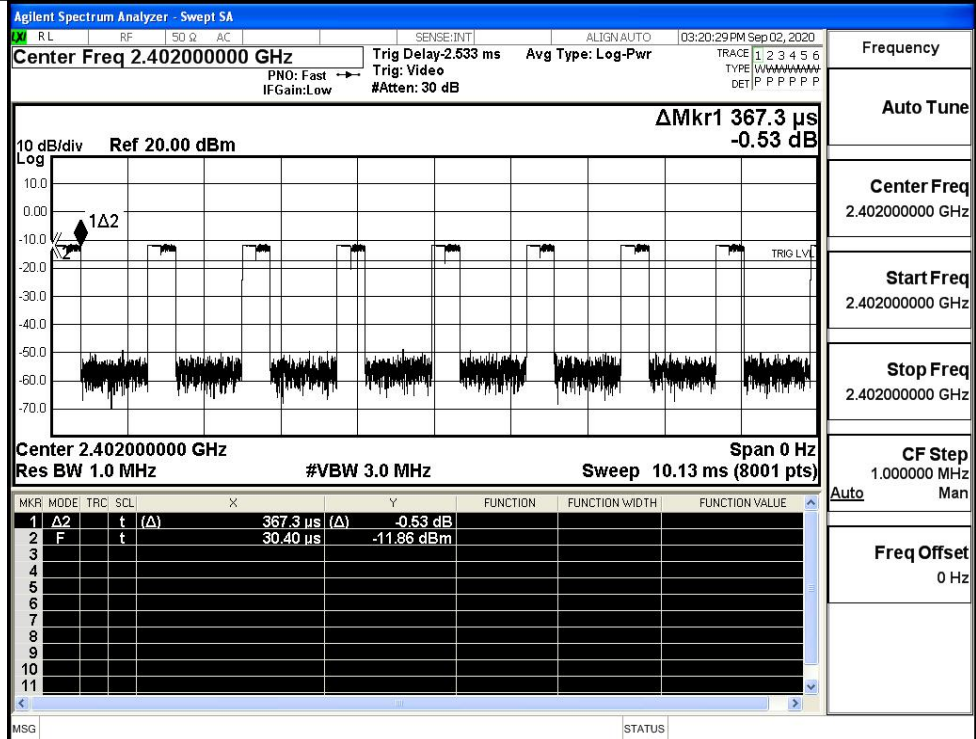 Agilent Spectrum Analyzer - Swept SA
LXI RL RF 50 Ω AC SENSE:INT ALIGN AUTO 03:20:29 PM Sep 02, 2020
Center Freq 2.402000000 GHz
PNO: Fast
IFGain:Low
Trig Delay-2.533 ms
Trig: Video
#Atten: 30 dB
Avg Type: Log-Pwr
TRACE 1 2 3 4 5 6
TYPE WWWWWWW
DET P P P P P P
ΔMkr1 367.3 µs
-0.53 dB
10 dB/div Ref 20.00 dBm
Log
10.0
0.00
-10.0
-20.0
-30.0
-40.0
-50.0
-60.0
-70.0
1Δ2
2
TRIG LVL
Center 2.402000000 GHz Span 0 Hz
Res BW 1.0 MHz #VBW 3.0 MHz Sweep 10.13 ms (8001 pts)
MKR MODE TRC SCL X Y FUNCTION FUNCTION WIDTH FUNCTION VALUE
1 Δ2 t (Δ) 367.3 µs (Δ) -0.53 dB
2 F t 30.40 µs -11.86 dBm
3
4
5
6
7
8
9
10
11
MSG STATUS
Frequency
Auto Tune
Center Freq
2.402000000 GHz
Start Freq
2.402000000 GHz
Stop Freq
2.402000000 GHz
CF Step
1.000000 MHz
Auto Man
Freq Offset
0 Hz